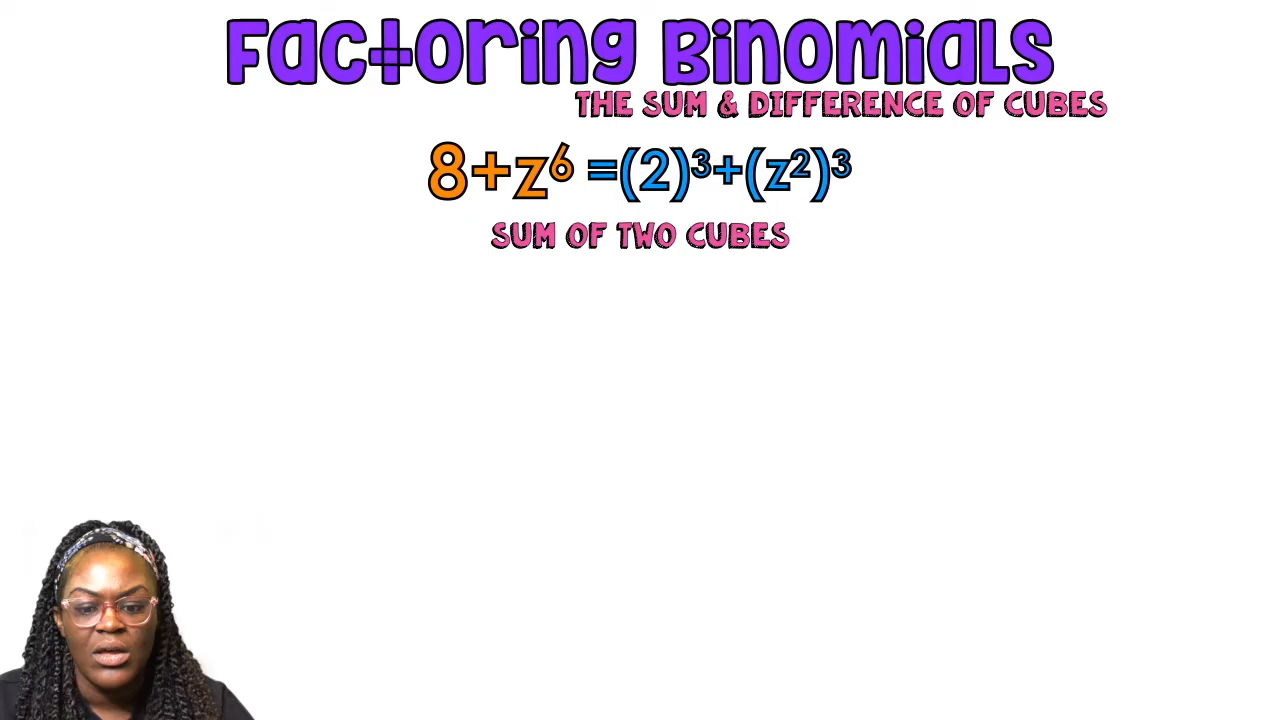 Factoring Binomials
THE SUM & DIFFERENCE OF CUBES
8+z⁶ =(2)³+(z²)³
SUM OF TWO CUBES